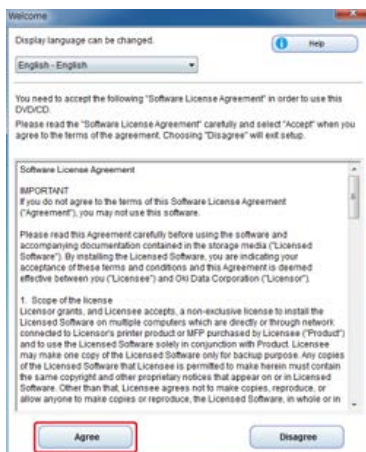 Welcome
Display language can be changed.
Help
English - English
You need to accept the following "Software License Agreement" in order to use this
DVD/CD.
Please read the "Software License Agreement" carefully and select "Accept" when you
agree to the terms of the agreement. Choosing "Disagree" will exit setup.
Software License Agreement
IMPORTANT
If you do not agree to the terms of this Software License Agreement
("Agreement"), you may not use this software.
Please read this Agreement carefully before using the software and
accompanying documentation contained in the storage media ("Licensed
Software"). By installing the Licensed Software, you are indicating your
acceptance of these terms and conditions and this Agreement is deemed
effective between you ("Licensee") and Oki Data Corporation ("Licensor").
1. Scope of the license
Licensor grants, and Licensee accepts, a non-exclusive license to install the
Licensed Software on multiple computers which are directly or through network
connected to Licensor's printer product or MFP purchased by Licensee ("Product")
and to use the Licensed Software solely in conjunction with Product. Licensee
may make one copy of the Licensed Software only for backup purpose. Any copies
of the Licensed Software that Licensee is permitted to make herein must contain
the same copyright and other proprietary notices that appear on or in Licensed
Software. Other than that, Licensee agrees not to make copies, reproduce, or
allow anyone to make copies or reproduce, the Licensed Software, in whole or in
Agree
Disagree